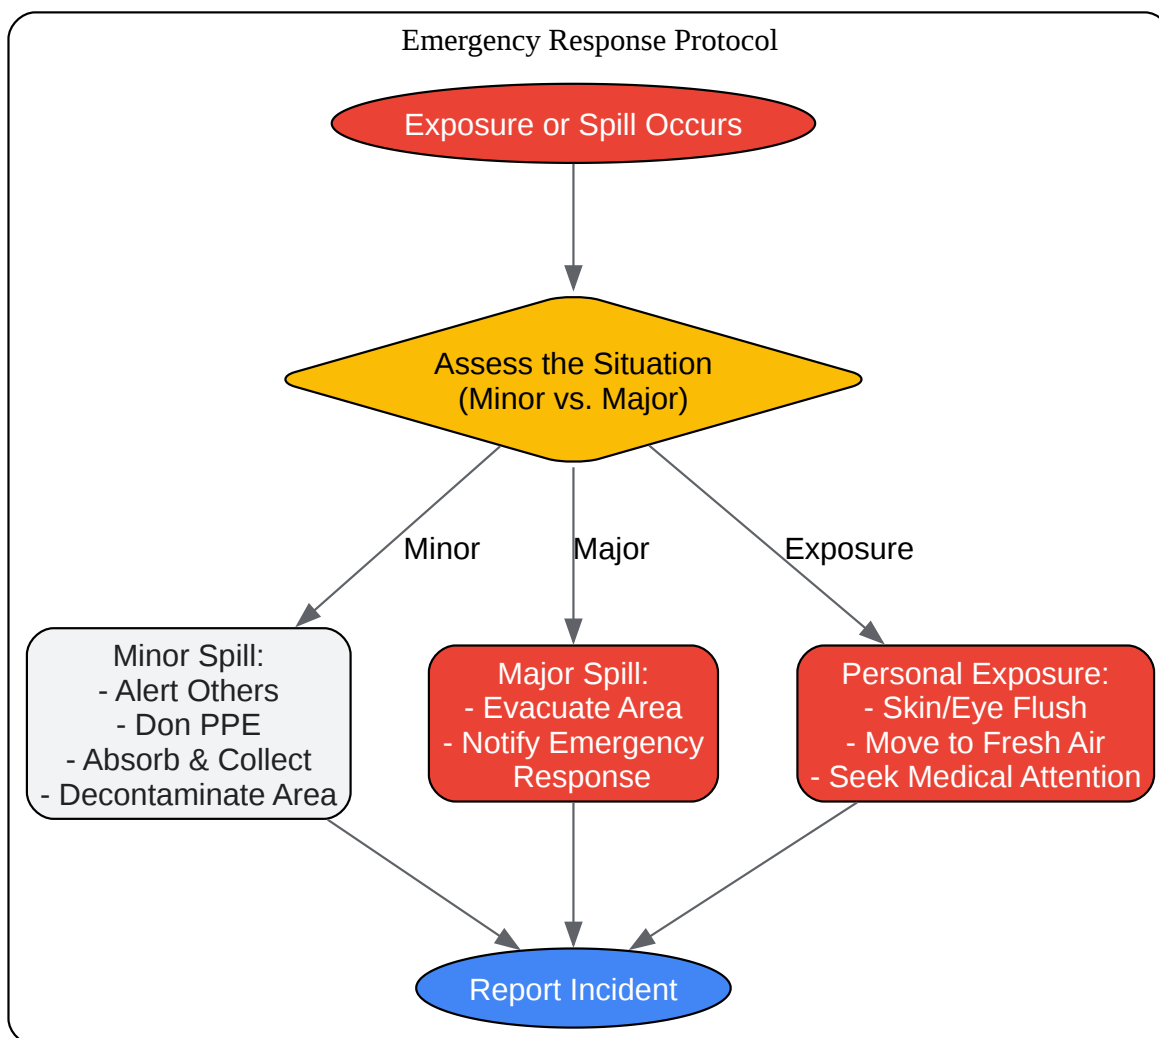 Emergency Response Protocol
Exposure or Spill Occurs
Assess the Situation
(Minor vs. Major)
Minor
Major
Exposure
Minor Spill:
- Alert Others
- Don PPE
- Absorb & Collect
- Decontaminate Area
Major Spill:
- Evacuate Area
- Notify Emergency
Response
Personal Exposure:
- Skin/Eye Flush
- Move to Fresh Air
- Seek Medical Attention
Report Incident